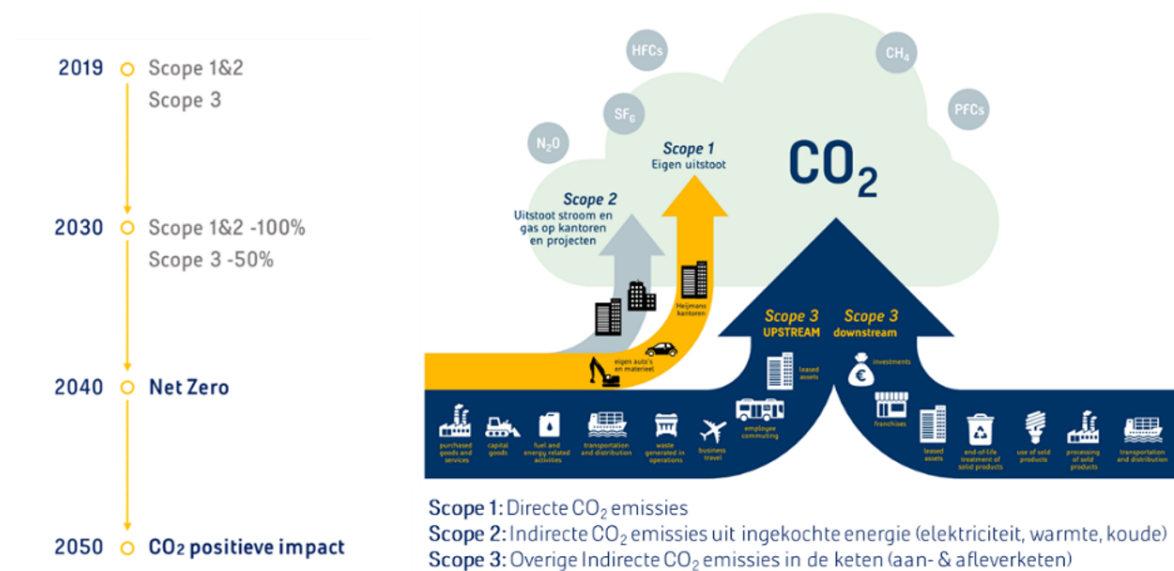 2019
Scope 1&2
Scope 3
2030
Scope 1&2 -100%
Scope 3 -50%
2040
Net Zero
2050
CO₂ positieve impact
HFCs
CH₄
SF₆
PFCs
N₂O
CO₂
Scope 1
Eigen uitstoot
Scope 2
Uitstoot stroom en
gas op kantoren
en projecten
Heijmans
kantoren
eigen auto's
en materieel
Scope 3
UPSTREAM
Scope 3
downstream
purchased
goods and
services
capital
goods
fuel and
energy related
activities
transportation
and distribution
waste
generated in
operations
business
travel
employee
commuting
leased
assets
investments
franchises
leased
assets
end-of-life
treatment of
solid products
use of sold
products
processing
of sold
products
transportation
and distribution
Scope 1: Directe CO₂ emissies
Scope 2: Indirecte CO₂ emissies uit ingekochte energie (elektriciteit, warmte, koude)
Scope 3: Overige Indirecte CO₂ emissies in de keten (aan- & afleverketen)